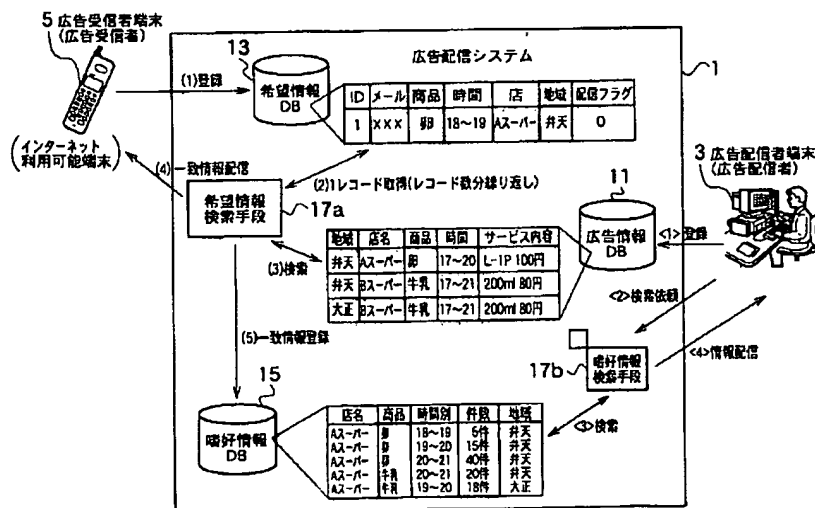 5 広告受信者端末
(広告受信者)
(1)登録
(インターネット
利用可能端末)
広告配信システム
1
13
希望情報
DB
ID メール 商品 時間 店 地域 配信フラグ
1 ××× 卵 18〜19 Aスーパー 弁天 0
(4)一致情報配信
(2)1レコード取得(レコード数分繰り返し)
希望情報
検索手段
17a
3 広告配信者端末
(広告配信者)
11
広告情報
DB
<1>登録
(3)検索
地域 店名 商品 時間 サービス内容
弁天 Aスーパー 卵 17〜20 L-1P 100円
弁天 Bスーパー 牛乳 17〜21 200ml 80円
大正 Bスーパー 牛乳 17〜21 200ml 80円
<2>検索依頼
(5)一致情報登録
17b
嗜好情報
検索手段
<4>情報配信
15
嗜好情報
DB
<3>検索
店名 商品 時間別 件数 地域
Aスーパー 卵 18〜19 5件 弁天
Aスーパー 卵 19〜20 15件 弁天
Aスーパー 卵 20〜21 40件 弁天
Aスーパー 牛乳 20〜21 20件 弁天
Aスーパー 牛乳 19〜20 18件 大正